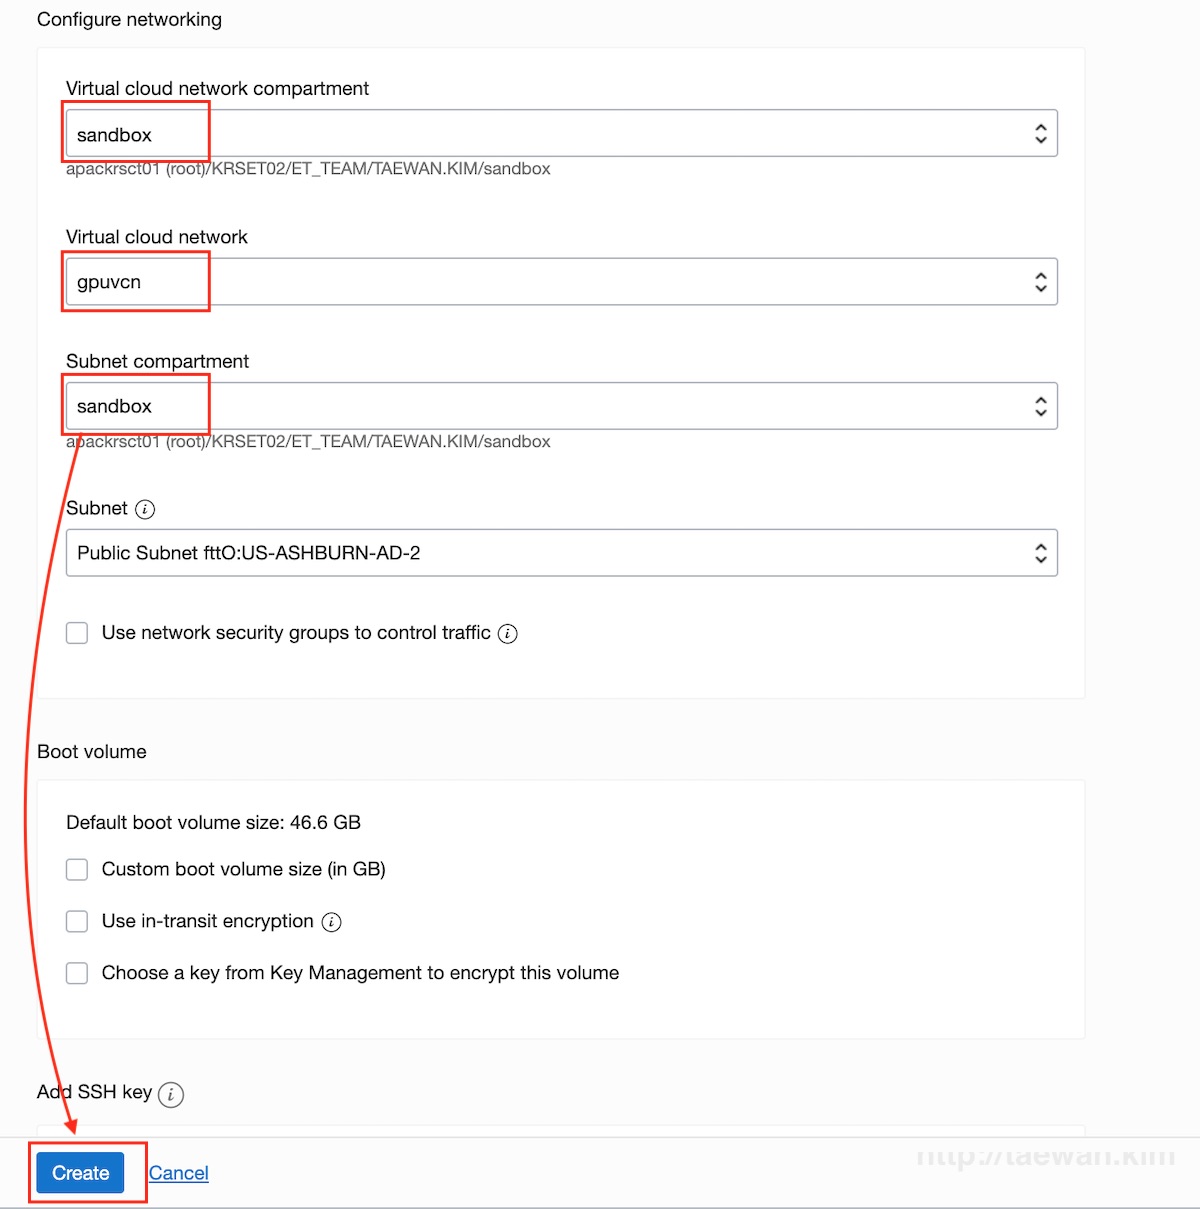 Configure networking
Virtual cloud network compartment
sandbox
apackrsct01 (root)/KRSET02/ET_TEAM/TAEWAN.KIM/sandbox
Virtual cloud network
gpuvcn
Subnet compartment
sandbox
apackrsct01 (root)/KRSET02/ET_TEAM/TAEWAN.KIM/sandbox
Subnet
Public Subnet fttO:US-ASHBURN-AD-2
Use network security groups to control traffic
Boot volume
Default boot volume size: 46.6 GB
Custom boot volume size (in GB)
Use in-transit encryption
Choose a key from Key Management to encrypt this volume
Add SSH key
http://taewan.kim
Create Cancel